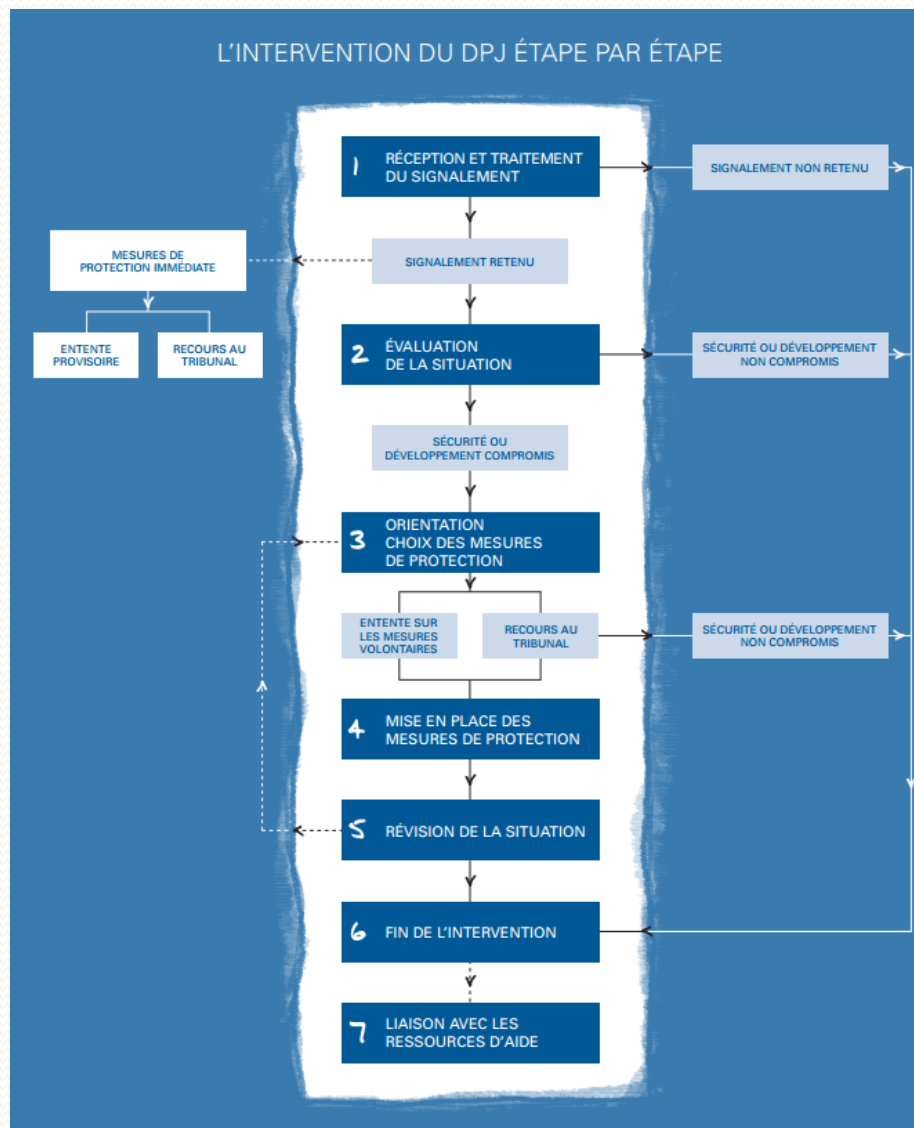 L'INTERVENTION DU DPJ ÉTAPE PAR ÉTAPE
1 RÉCEPTION ET TRAITEMENT
DU SIGNALEMENT
SIGNALEMENT NON RETENU
MESURES DE
PROTECTION IMMÉDIATE
SIGNALEMENT RETENU
ENTENTE
PROVISOIRE
RECOURS AU
TRIBUNAL
2 ÉVALUATION
DE LA SITUATION
SÉCURITÉ OU DÉVELOPPEMENT
NON COMPROMIS
SÉCURITÉ OU
DÉVELOPPEMENT COMPROMIS
3 ORIENTATION
CHOIX DES MESURES
DE PROTECTION
ENTENTE SUR
LES MESURES
VOLONTAIRES
RECOURS AU
TRIBUNAL
SÉCURITÉ OU DÉVELOPPEMENT
NON COMPROMIS
4 MISE EN PLACE DES
MESURES DE PROTECTION
5 RÉVISION DE LA SITUATION
6 FIN DE L'INTERVENTION
7 LIAISON AVEC LES
RESSOURCES D'AIDE